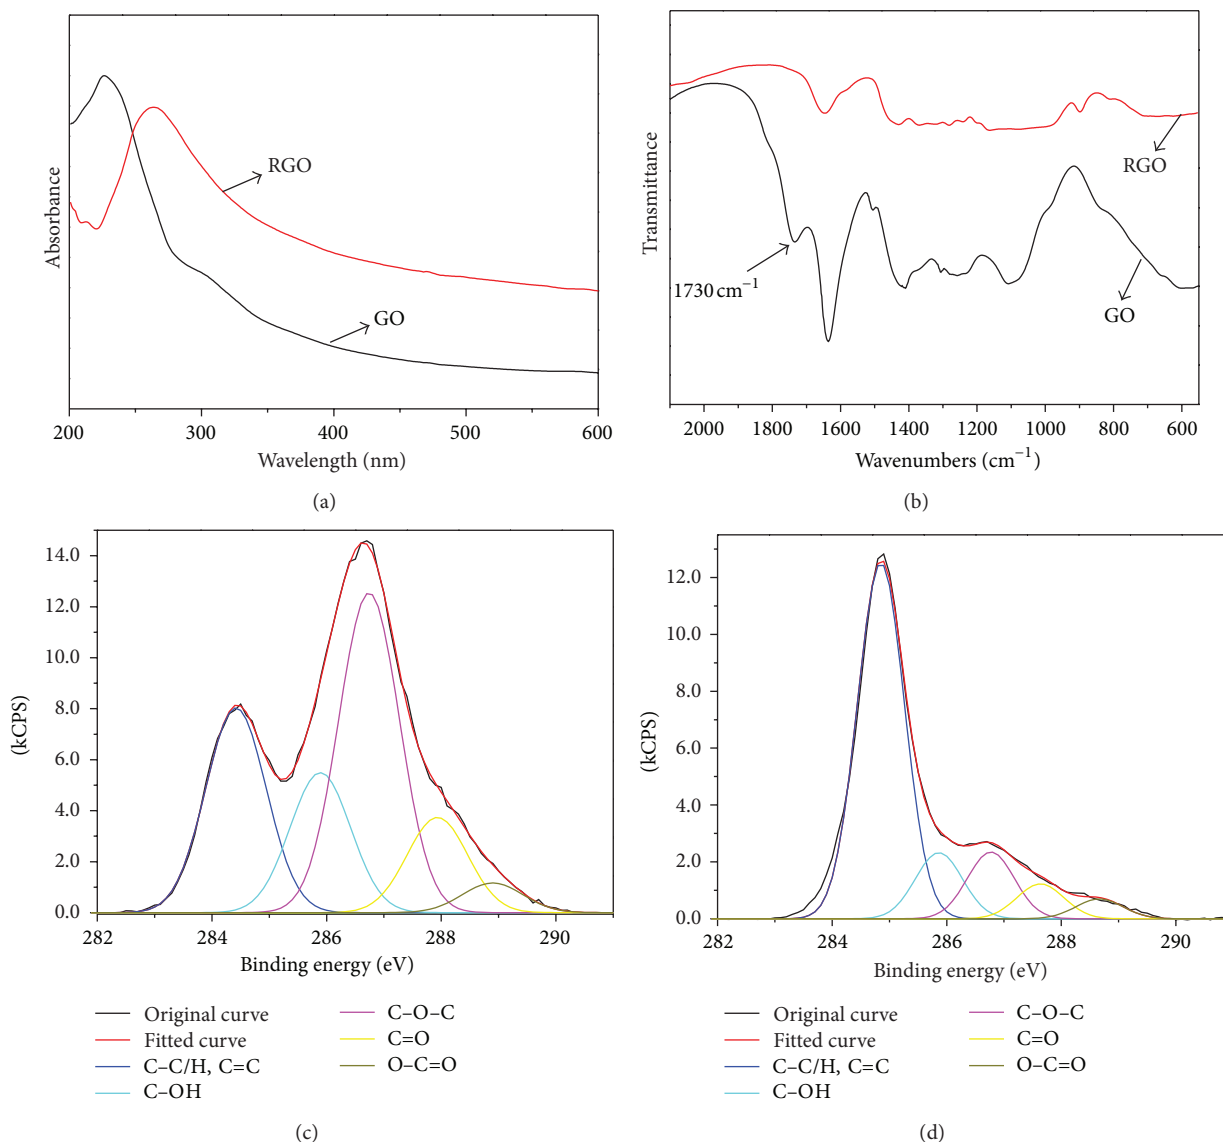 Absorbance
RGO
GO
200
300
400
500
600
Wavelength (nm)
(a)
Transmittance
RGO
1730 cm−1
GO
2000
1800
1600
1400
1200
1000
800
600
Wavenumbers (cm−1)
(b)
(kCPS)
14.0
12.0
10.0
8.0
6.0
4.0
2.0
0.0
282
284
286
288
290
Binding energy (eV)
Original curve
Fitted curve
C–C/H, C=C
C–OH
C–O–C
C=O
O–C=O
(c)
(kCPS)
12.0
10.0
8.0
6.0
4.0
2.0
0.0
282
284
286
288
290
Binding energy (eV)
Original curve
Fitted curve
C–C/H, C=C
C–OH
C–O–C
C=O
O–C=O
(d)